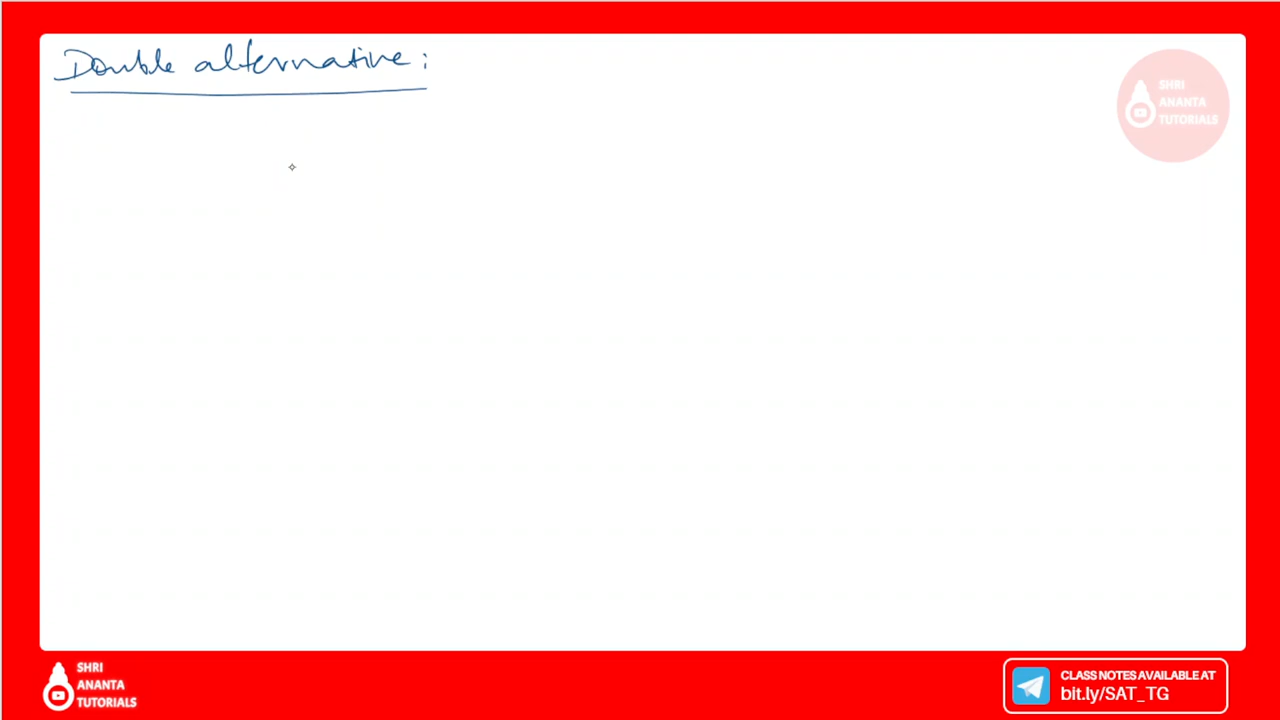 Double alternative :
SHRI
ANANTA
TUTORIALS
SHRI
ANANTA
TUTORIALS
CLASS NOTES AVAILABLE AT
bit.ly/SAT_TG